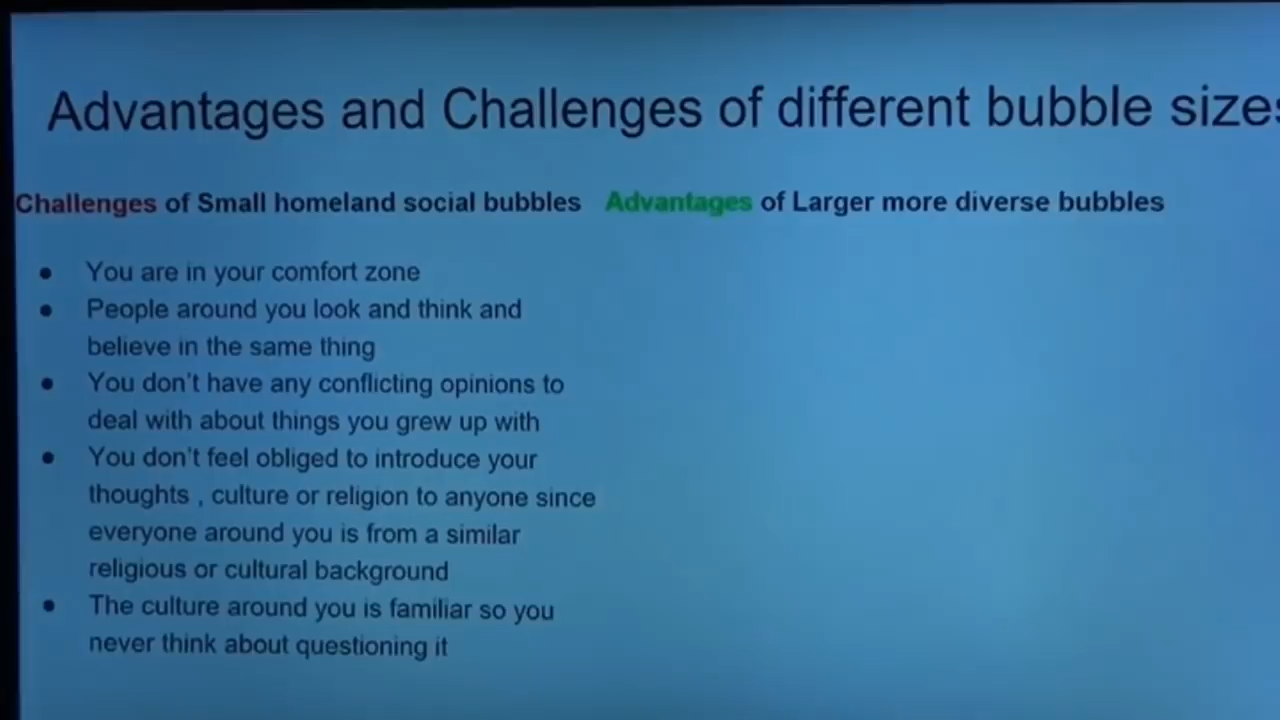 Advantages and Challenges of different bubble sizes
Challenges of Small homeland social bubbles
Advantages of Larger more diverse bubbles
● You are in your comfort zone
● People around you look and think and
believe in the same thing
● You don't have any conflicting opinions to
deal with about things you grew up with
● You don't feel obliged to introduce your
thoughts , culture or religion to anyone since
everyone around you is from a similar
religious or cultural background
● The culture around you is familiar so you
never think about questioning it